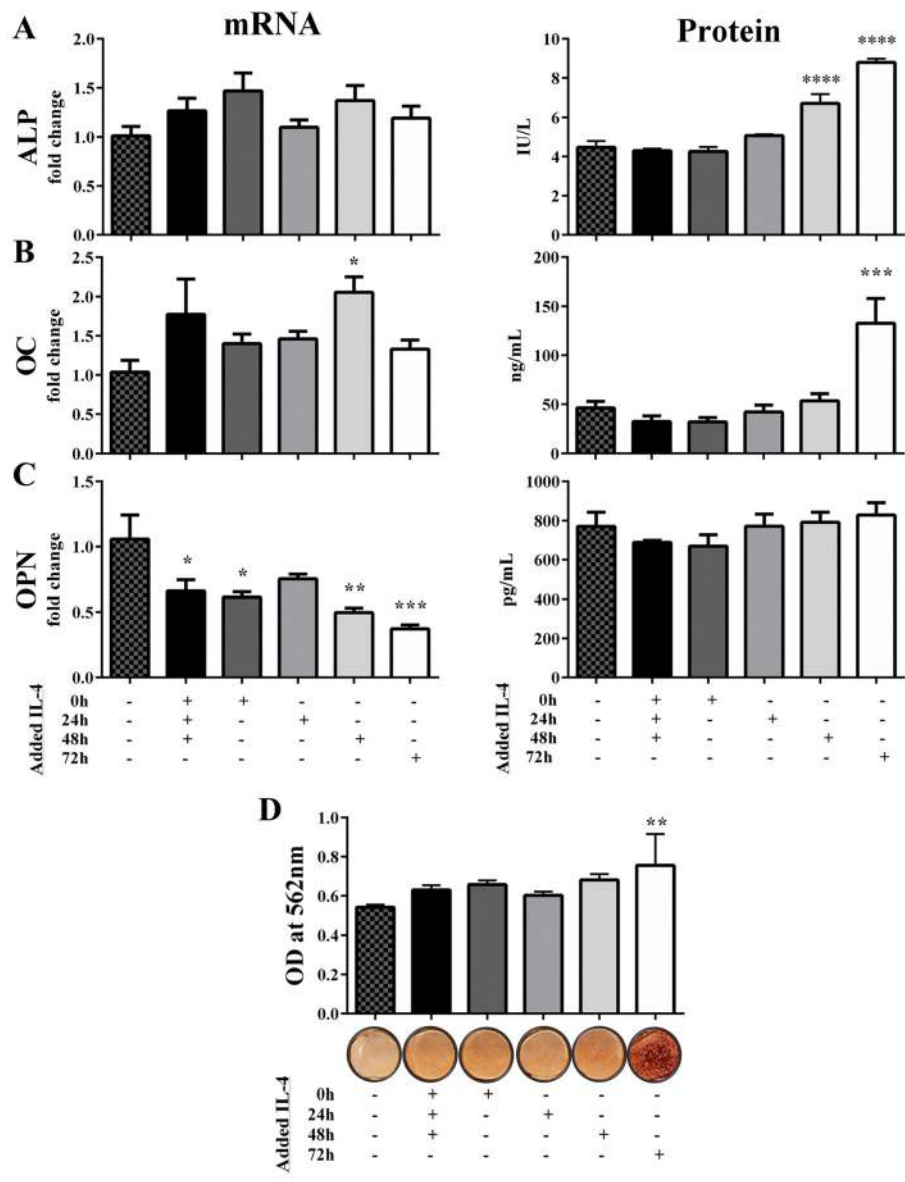 A
mRNA
Protein
ALP
fold change
2.0
1.5
1.0
0.5
0.0
IU/L
10
8
6
4
2
0
****
****
B
OC
fold change
2.5
2.0
1.5
1.0
0.5
0.0
*
ng/mL
200
150
100
50
0
***
C
OPN
fold change
1.5
1.0
0.5
0.0
*
*
**
***
pg/mL
1000
800
600
400
200
0
Added IL-4
0h - + + - - -
24h - + - + - -
48h - + - - + -
72h - - - - - +
Added IL-4
0h - + + - - -
24h - + - + - -
48h - + - - + -
72h - - - - - +
D
OD at 562nm
1.0
0.8
0.6
0.4
0.2
0.0
**
Added IL-4
0h - + + - - -
24h - + - + - -
48h - + - - + -
72h - - - - - +